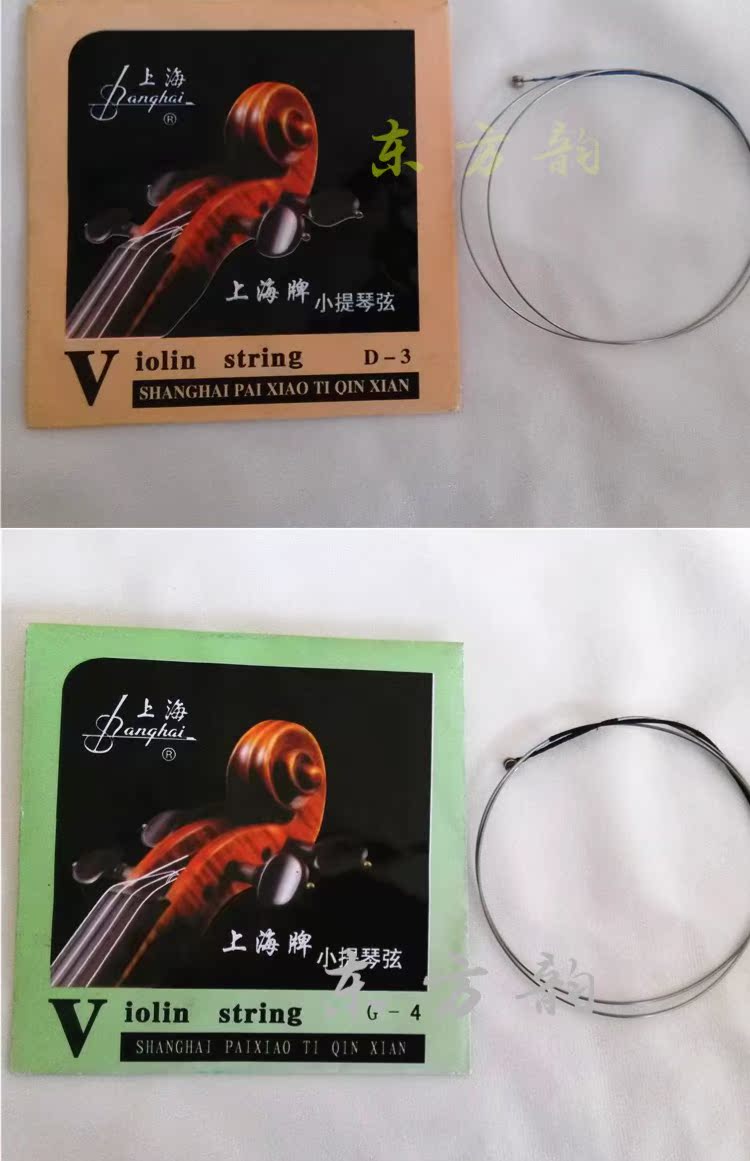 上海
Shanghai
®
东方韵
上海牌 小提琴弦
Violin string D-3
SHANGHAI PAI XIAO TI QIN XIAN
上海
Shanghai
®
上海牌 小提琴弦
东方韵
Violin string G-4
SHANGHAI PAIXIAO TI QIN XIAN